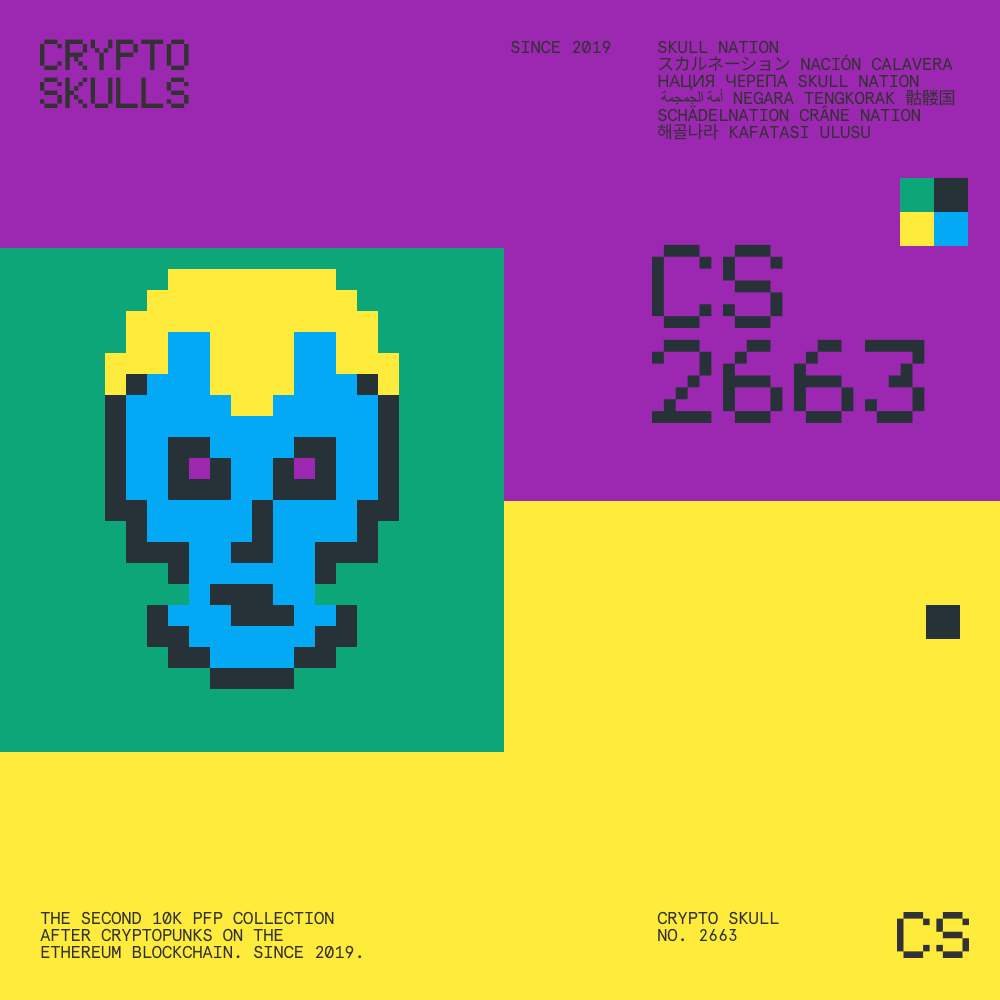 CRYPTO
SKULLS
SINCE 2019
SKULL NATION
スカルネーション NACIÓN CALAVERA
НАЦИЯ ЧЕРЕПА SKULL NATION
أمة الجمجمة NEGARA TENGKORAK 骷髅国
SCHÄDELNATION CRÂNE NATION
해골나라 KAFATASI ULUSU
CS
2663
THE SECOND 10K PFP COLLECTION
AFTER CRYPTOPUNKS ON THE
ETHEREUM BLOCKCHAIN. SINCE 2019.
CRYPTO SKULL
NO. 2663
CS